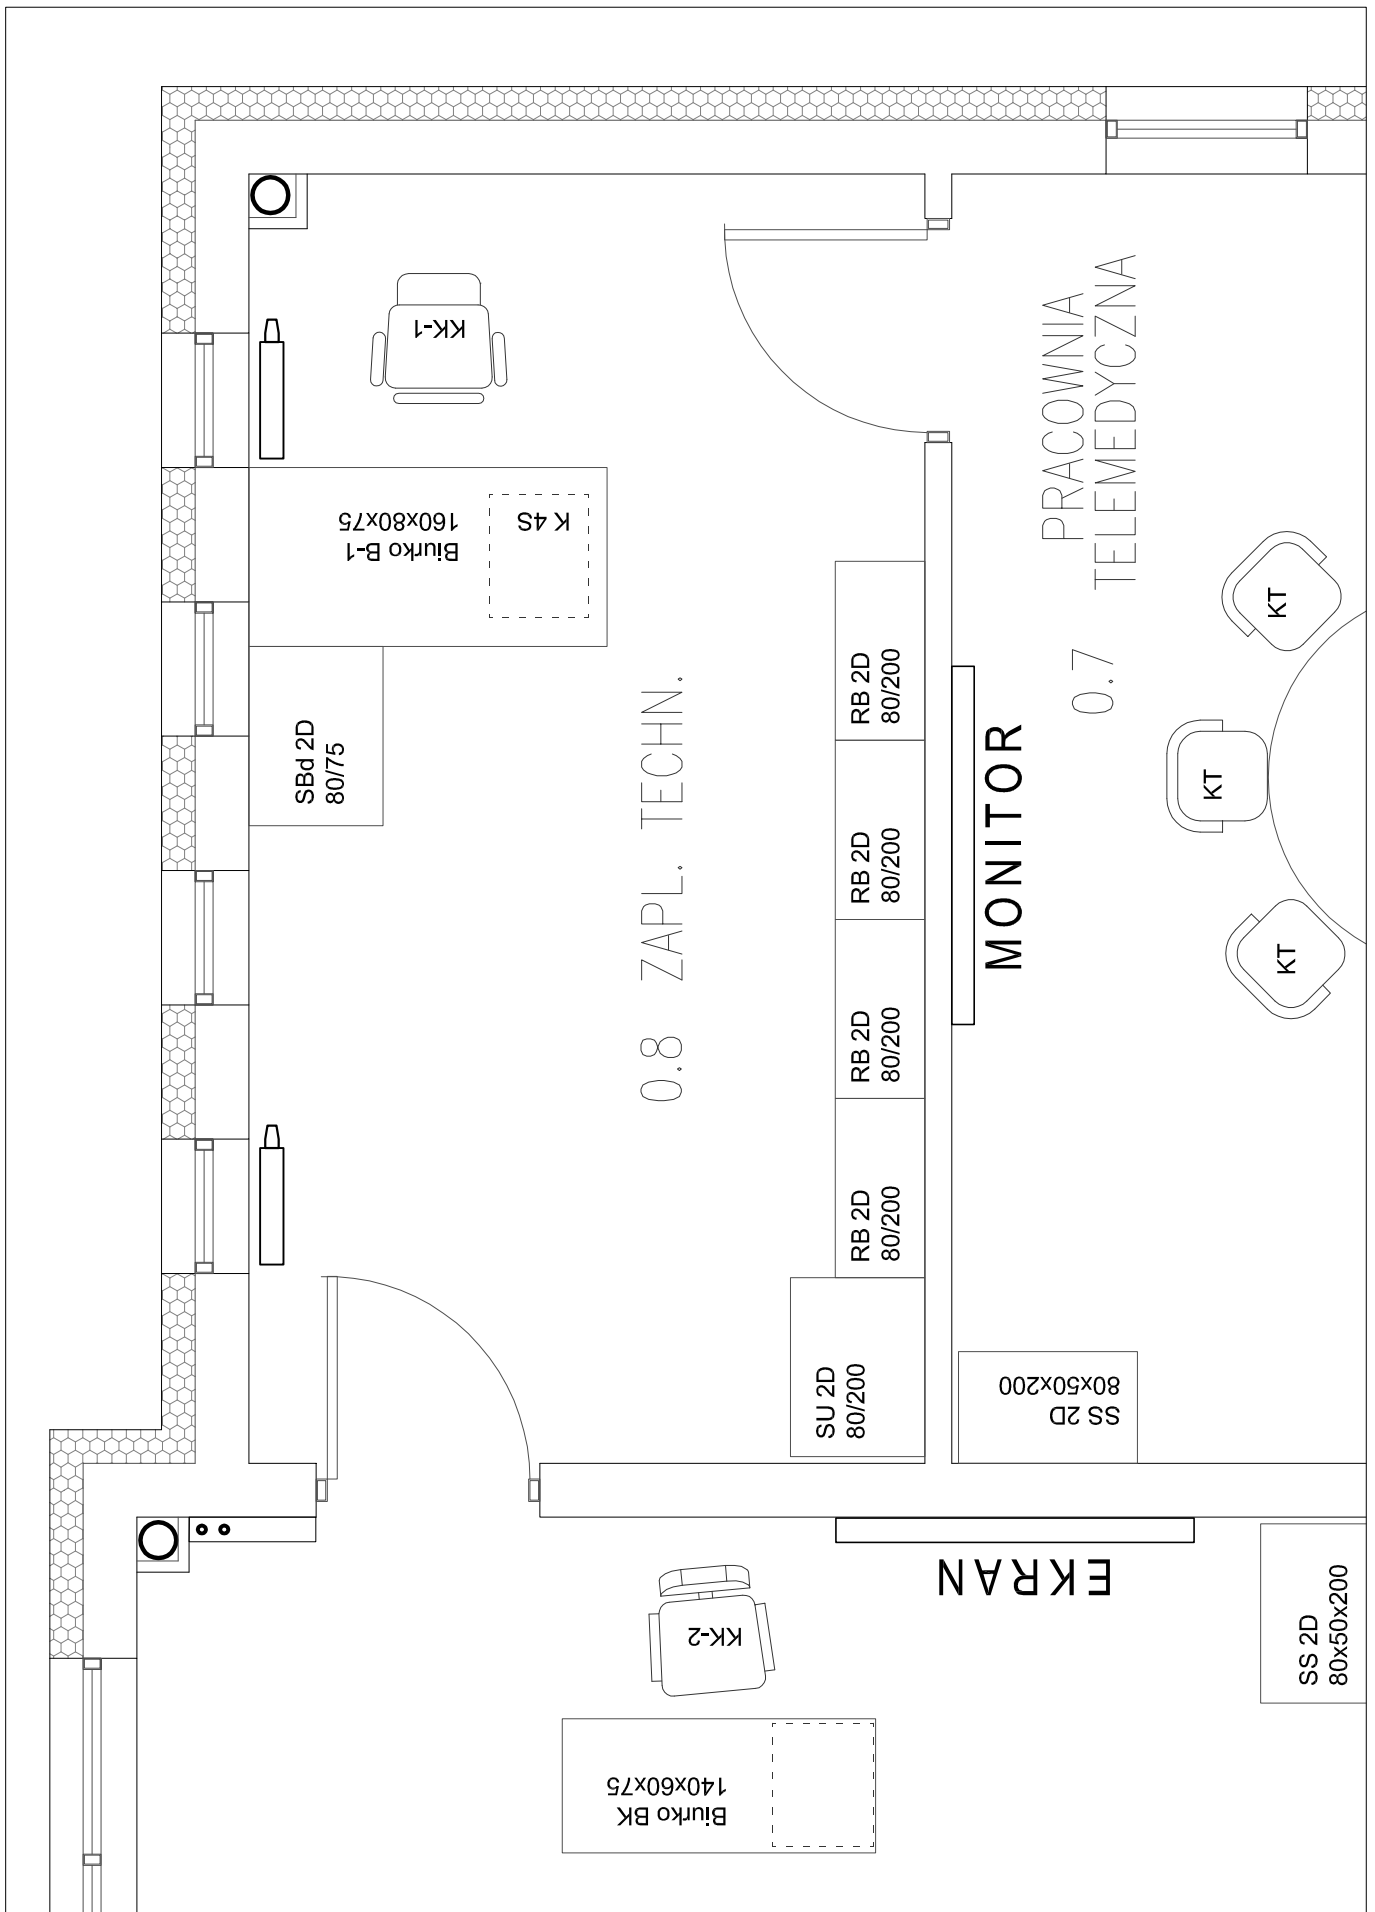 KK-1
Biurko B-1
160x80x75
K 4S
SBd 2D
80/75
0.8 ZAPL. TECHN.
RB 2D
80/200
RB 2D
80/200
RB 2D
80/200
RB 2D
80/200
SU 2D
80/200
PRACOWNIA
TELEMEDYCZNA
0.7
MONITOR
KT
KT
KT
SS 2D
80x50x200
EKRAN
KK-2
Biurko BK
140x60x75
SS 2D
80x50x200